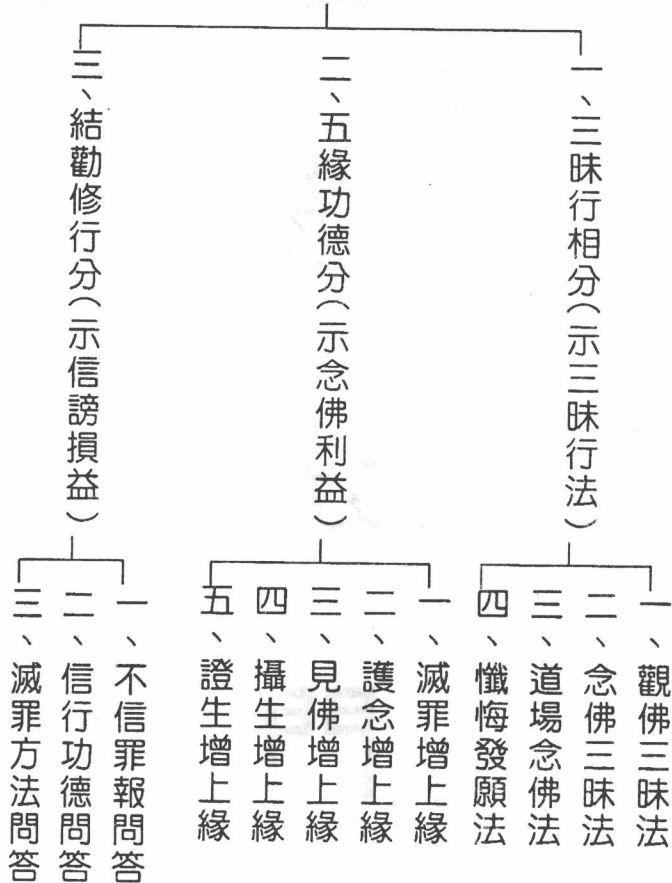 一、三昧行相分（示三昧行法）
一、觀佛三昧法
二、念佛三昧法
三、道場念佛法
四、懺悔發願法
二、五緣功德分（示念佛利益）
一、滅罪增上緣
二、護念增上緣
三、見佛增上緣
四、攝生增上緣
五、證生增上緣
三、結勸修行分（示信謗損益）
一、不信罪報問答
二、信行功德問答
三、滅罪方法問答